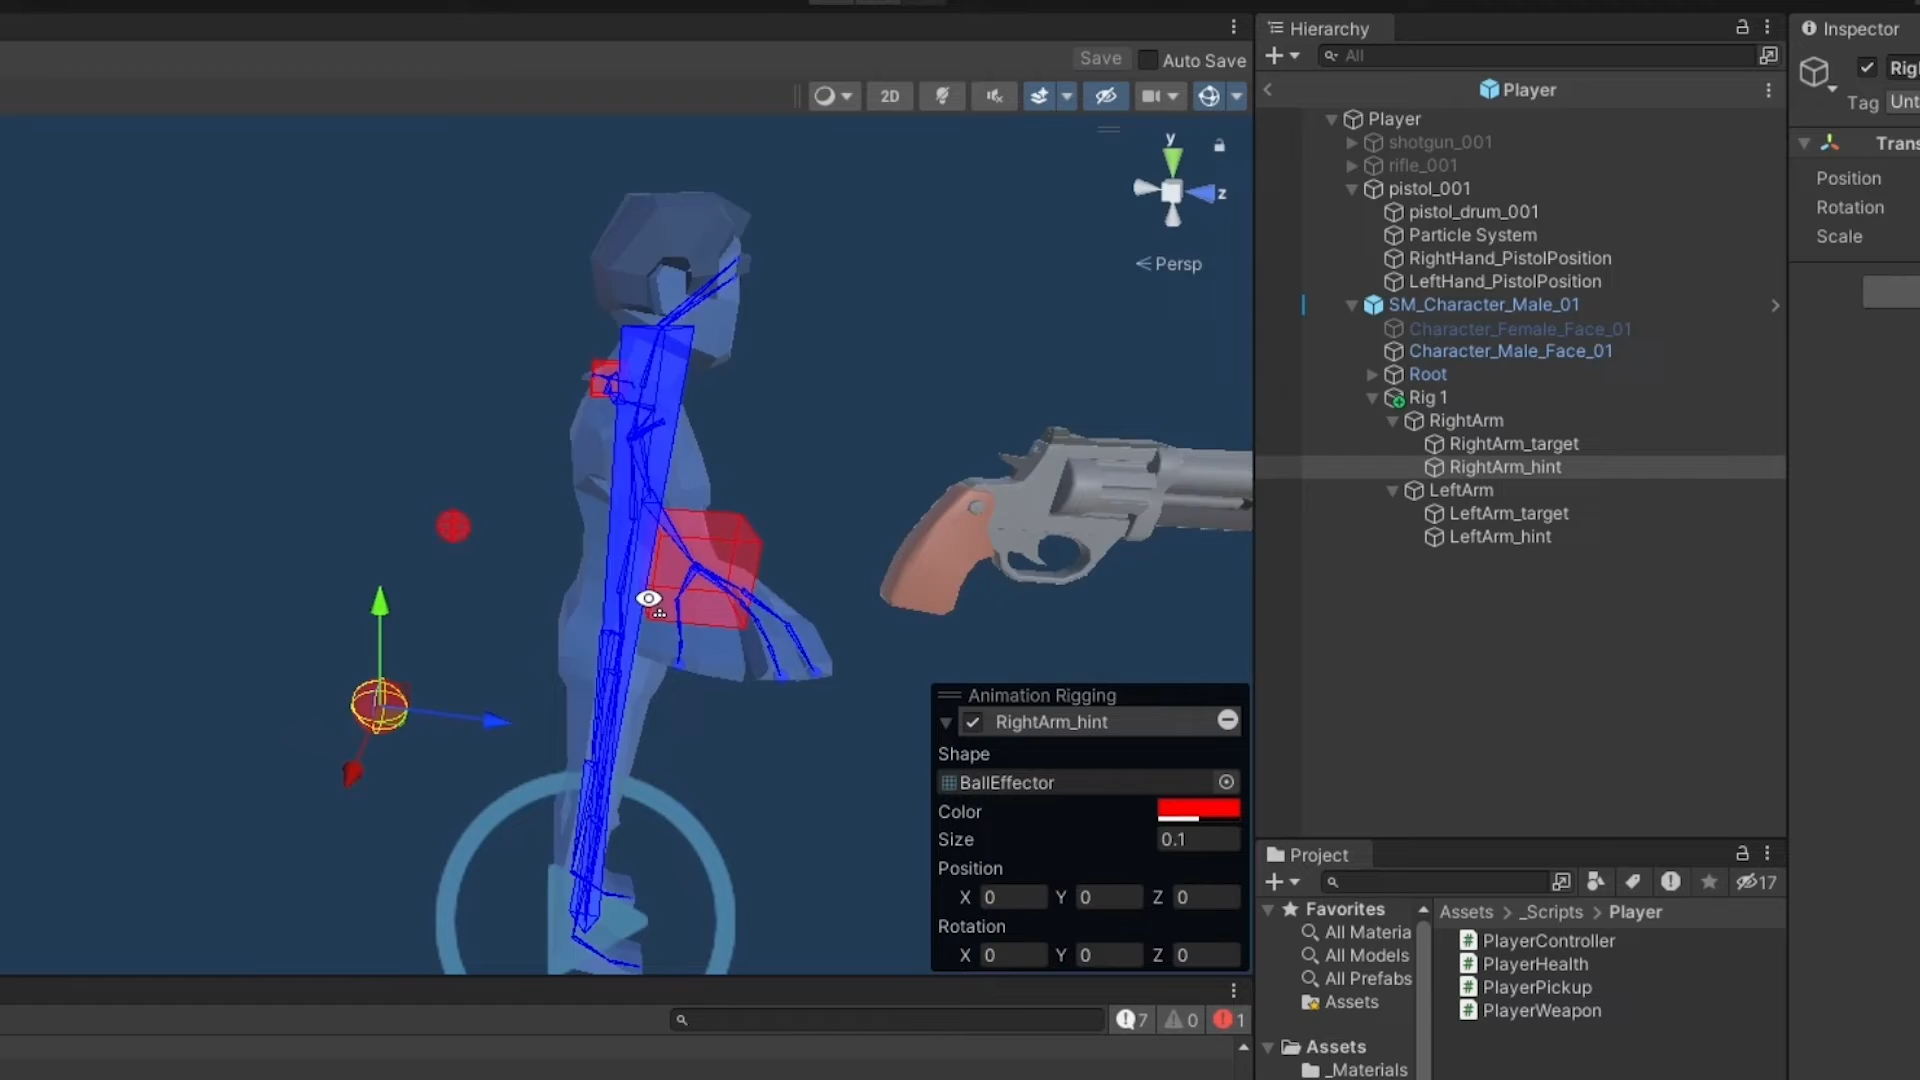 Save
Auto Save
2D
y
z
Persp
Animation Rigging
RightArm_hint
Shape
BallEffector
Color
Size
0.1
Position
X 0 Y 0 Z 0
Rotation
X 0 Y 0 Z 0
7
0
1
Hierarchy
All
Player
Player
shotgun_001
rifle_001
pistol_001
pistol_drum_001
Particle System
RightHand_PistolPosition
LeftHand_PistolPosition
SM_Character_Male_01
Character_Female_Face_01
Character_Male_Face_01
Root
Rig 1
RightArm
RightArm_target
RightArm_hint
LeftArm
LeftArm_target
LeftArm_hint
Project
17
Favorites
All Materia
All Models
All Prefabs
Assets
Assets
_Materials
Assets > _Scripts > Player
PlayerController
PlayerHealth
PlayerPickup
PlayerWeapon
Inspector
Rig
Tag Unt
Trans
Position
Rotation
Scale